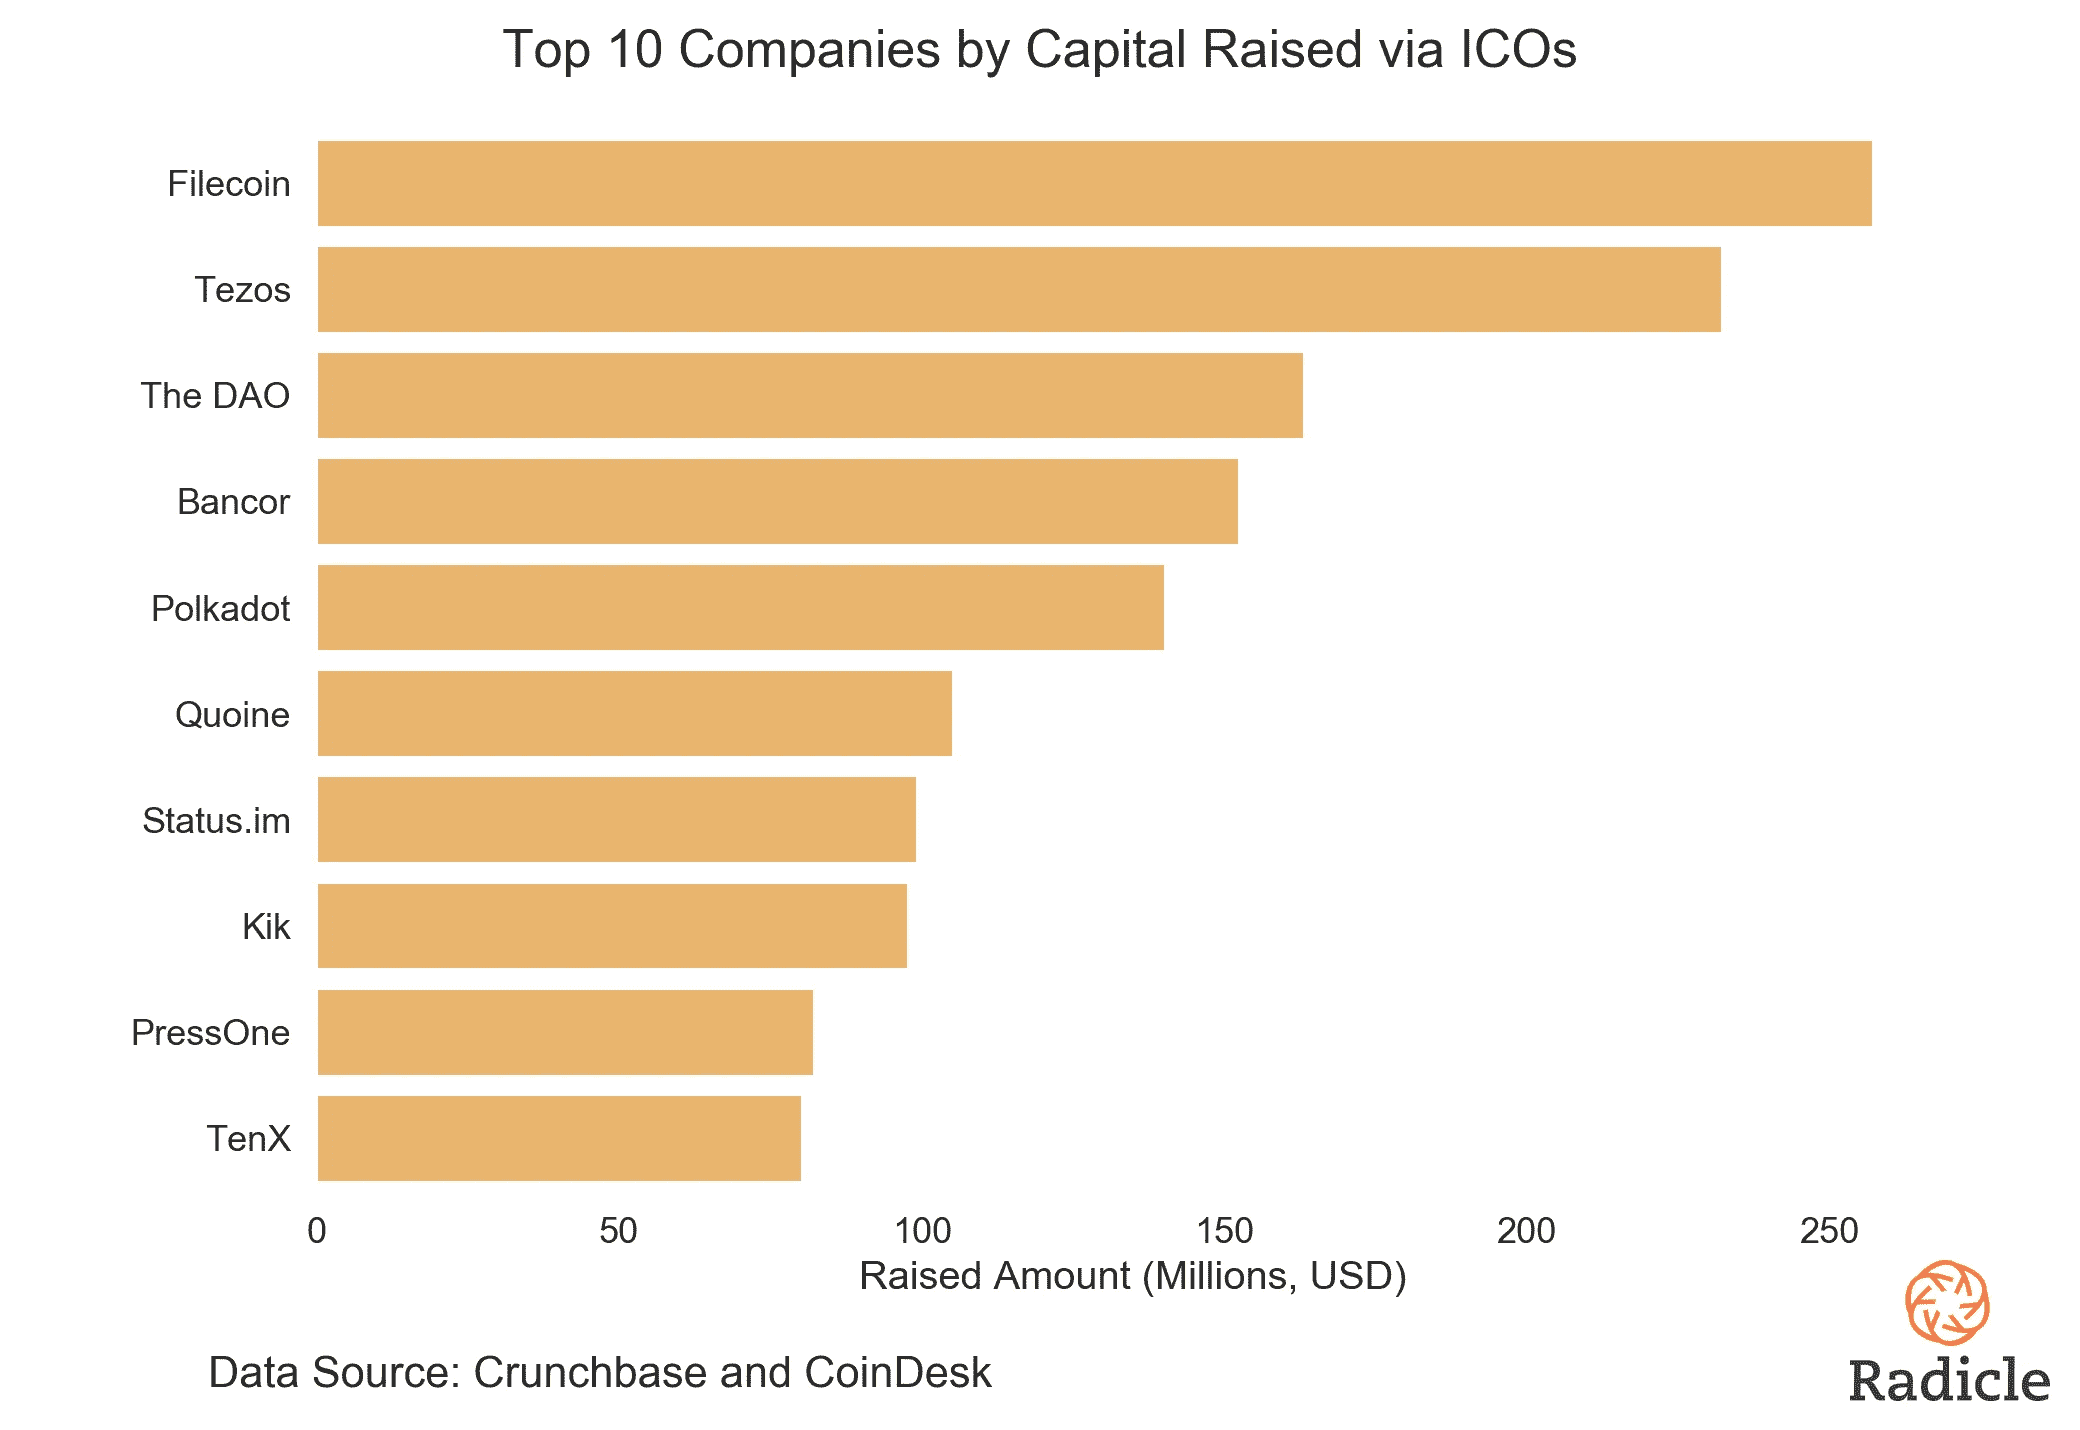 Top 10 Companies by Capital Raised via ICOs
Filecoin
Tezos
The DAO
Bancor
Polkadot
Quoine
Status.im
Kik
PressOne
TenX
0 50 100 150 200 250
Raised Amount (Millions, USD)
Data Source: Crunchbase and CoinDesk
Radicle